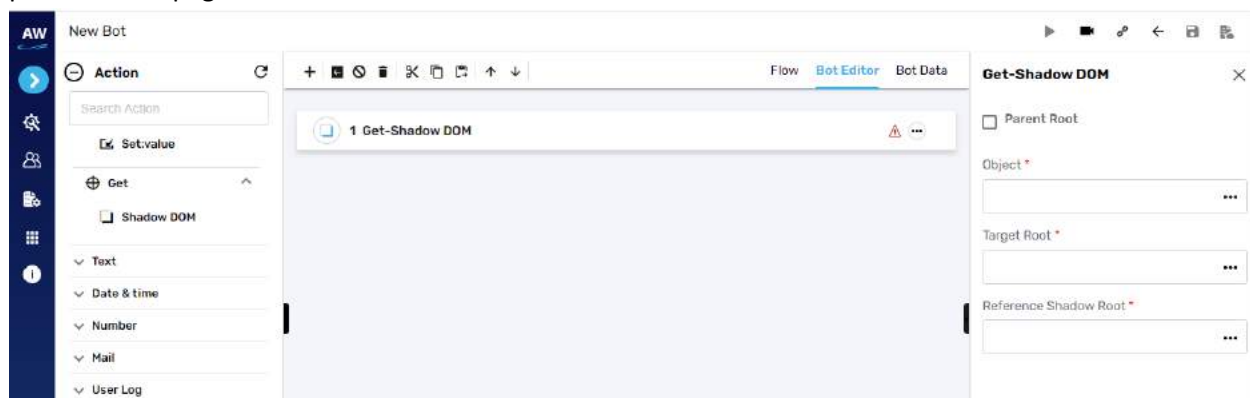 AW
New Bot
Action
Search Action
Set:value
Get
Shadow DOM
Text
Date & time
Number
Mail
User Log
Flow Bot Editor Bot Data
1 Get-Shadow DOM
Get-Shadow DOM
Parent Root
Object *
Target Root *
Reference Shadow Root *